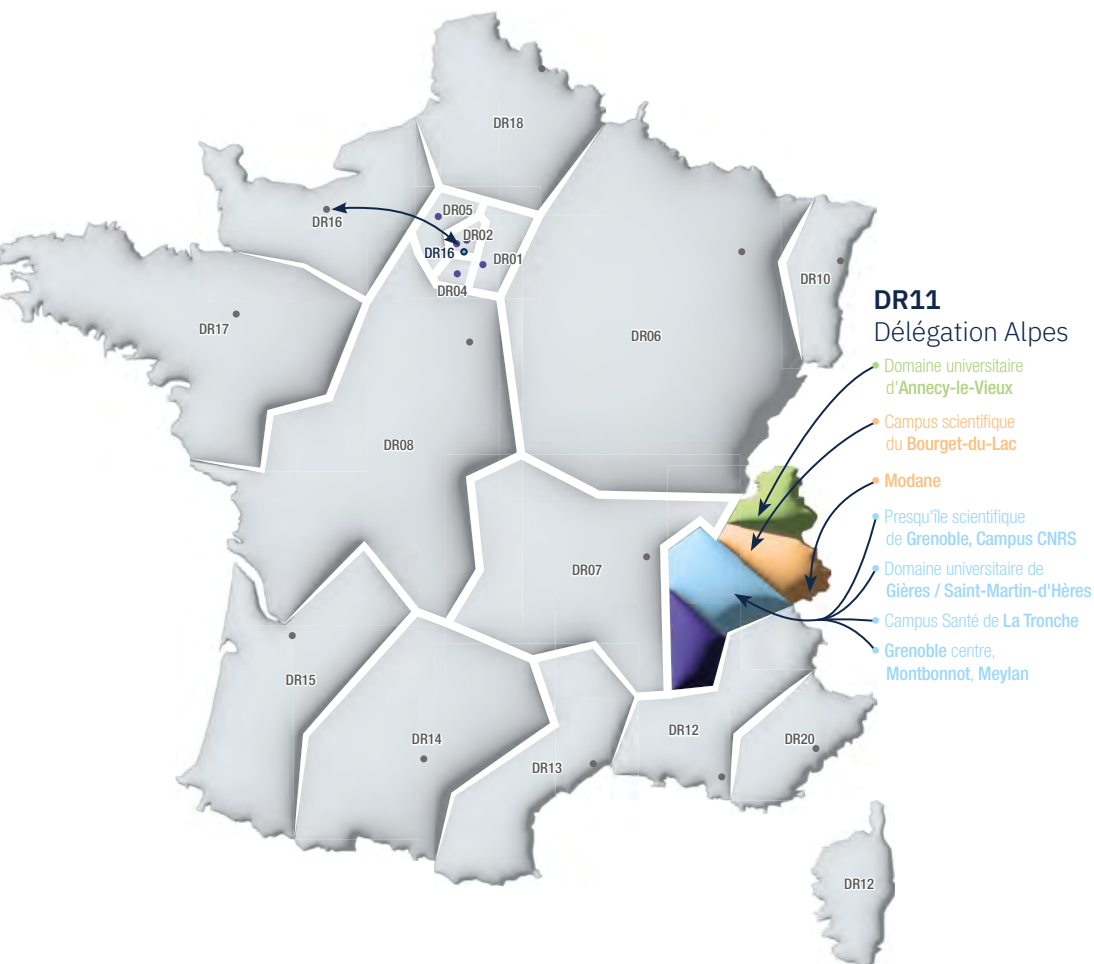 DR18
DR05
DR16
DR02
DR16
DR01
DR04
DR10
DR17
DR06
DR08
DR07
DR15
DR14
DR13
DR12
DR20
DR12
DR11
Délégation Alpes
Domaine universitaire
d'Annecy-le-Vieux
Campus scientifique
du Bourget-du-Lac
Modane
Presqu'île scientifique
de Grenoble, Campus CNRS
Domaine universitaire de
Gières / Saint-Martin-d'Hères
Campus Santé de La Tronche
Grenoble centre,
Montbonnot, Meylan